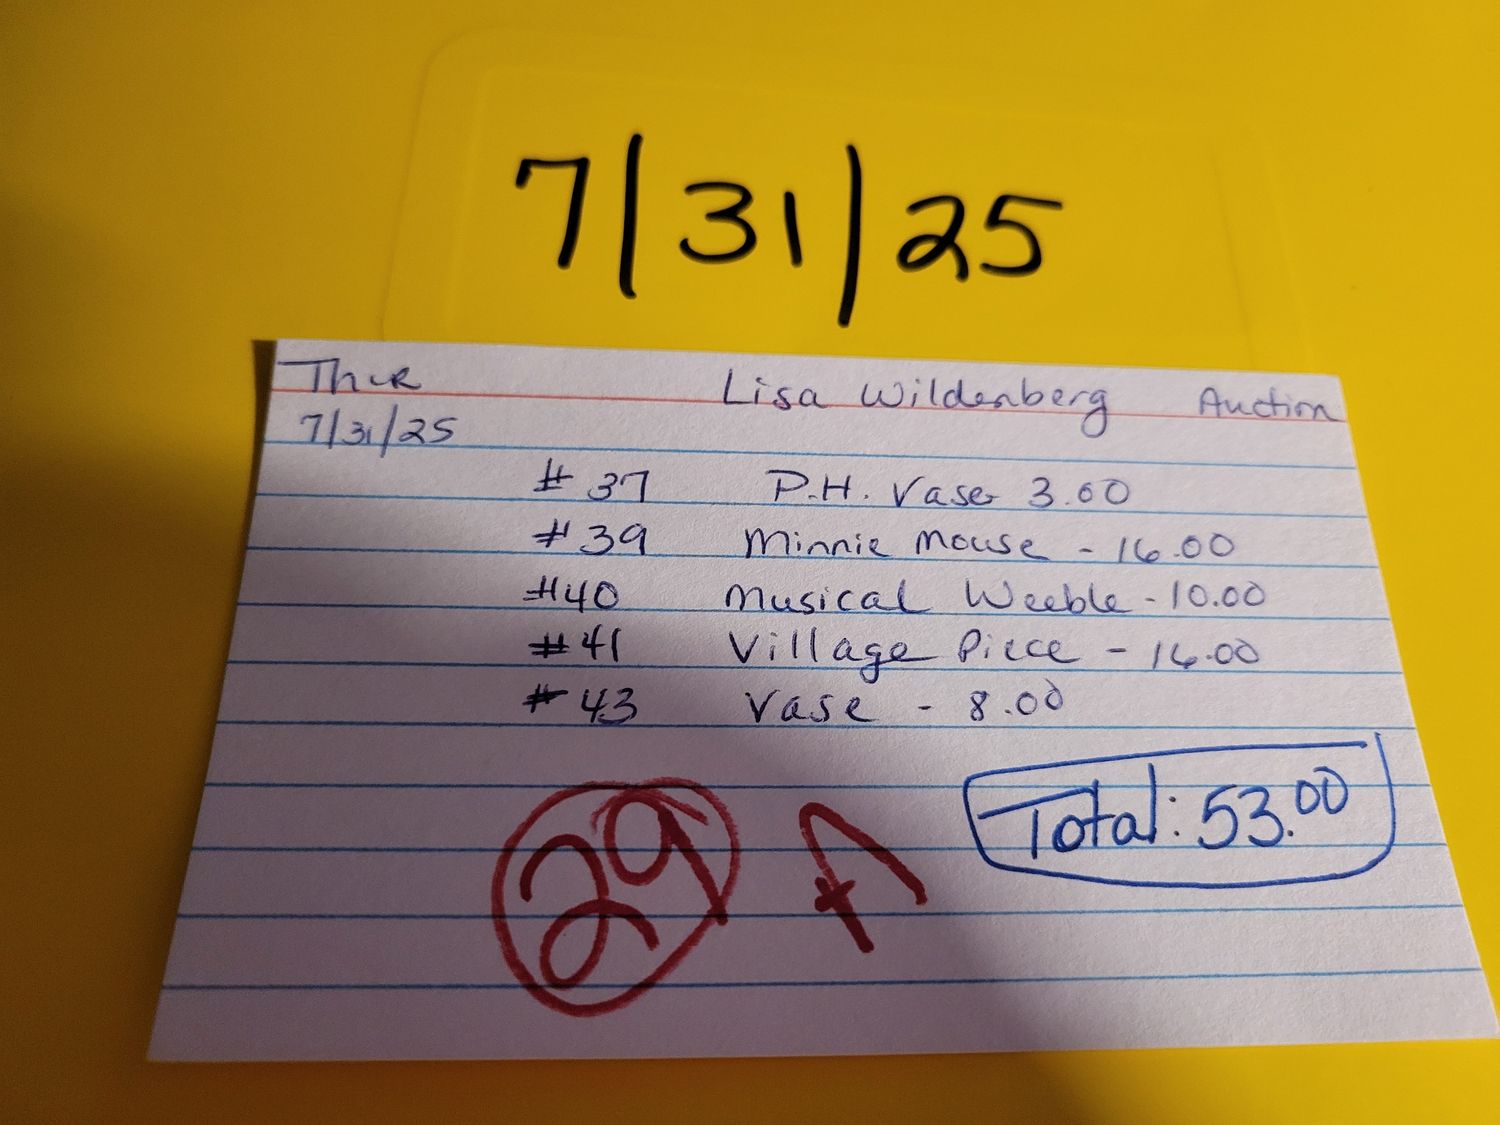 7/31/25
Thur Lisa Wildenberg Auction
7/31/25
# 37 P.H. Vase 3.00
# 39 Minnie Mouse - 16.00
#40 Musical Weeble - 10.00
# 41 Village Piece - 16.00
# 43 Vase - 8.00
Total: 53.00
29 A